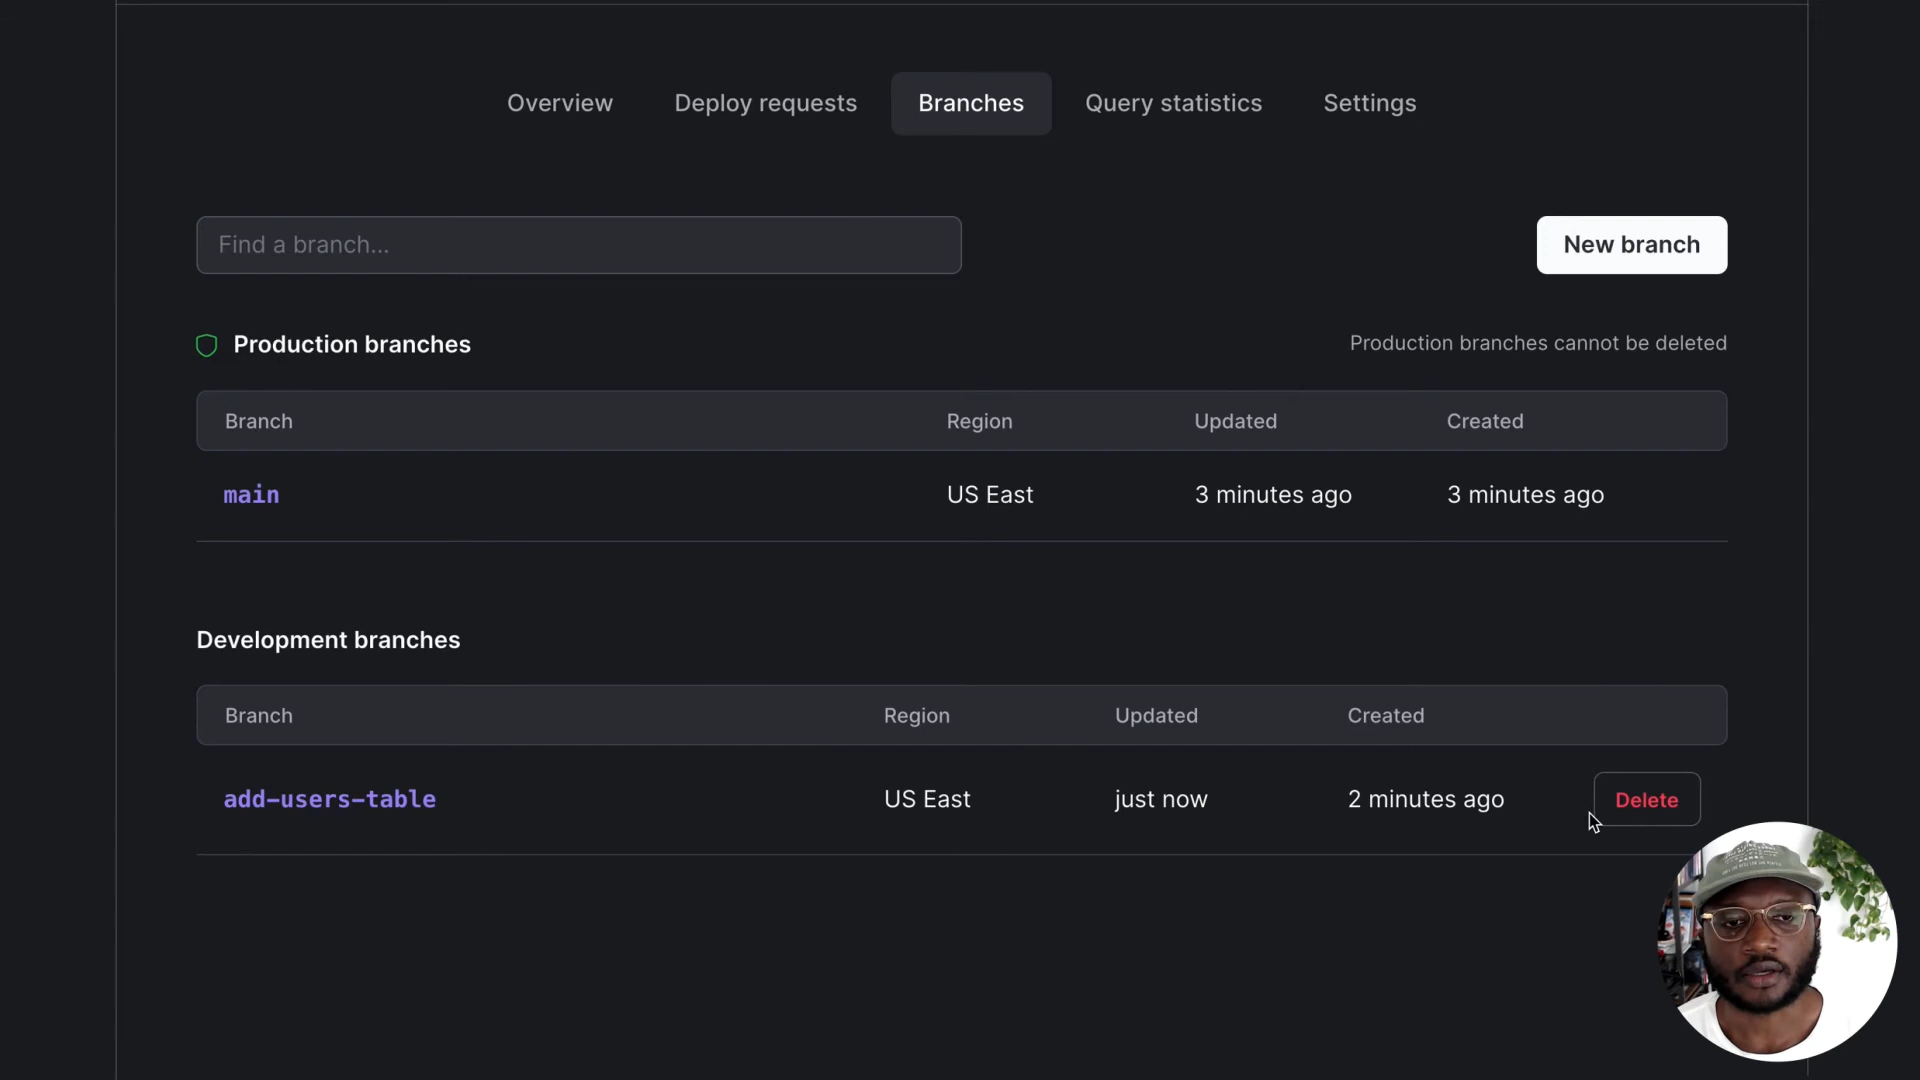 Overview Deploy requests Branches Query statistics Settings
Find a branch...
New branch
Production branches
Production branches cannot be deleted
Branch Region Updated Created
main US East 3 minutes ago 3 minutes ago
Development branches
Branch Region Updated Created
add-users-table US East just now 2 minutes ago Delete